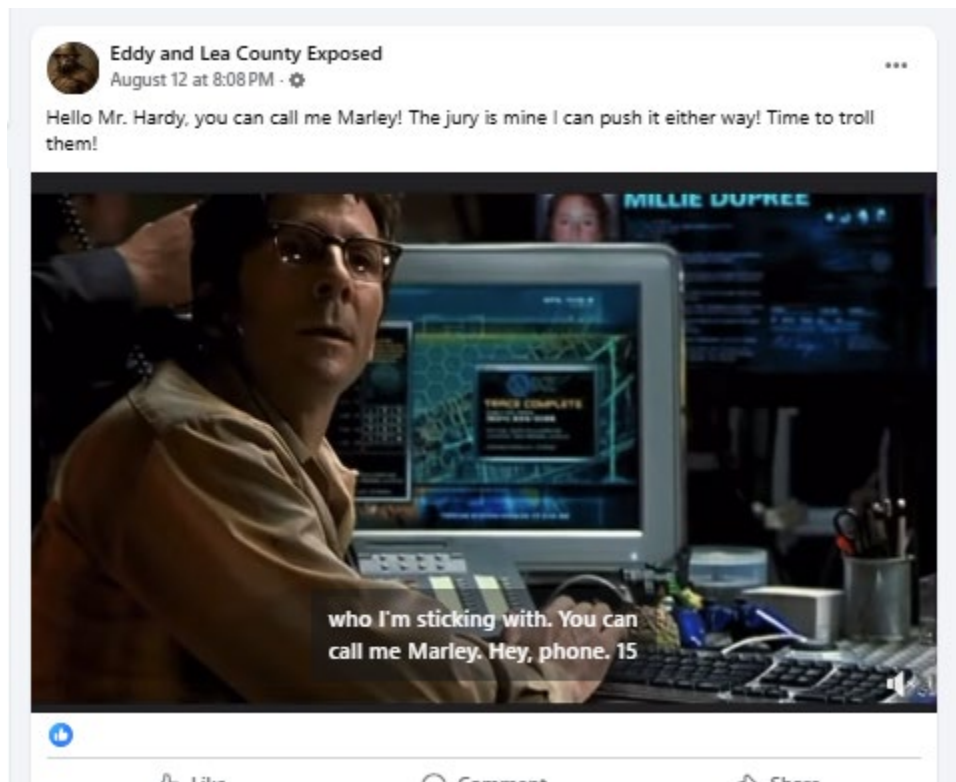 Eddy and Lea County Exposed
August 12 at 8:08 PM ·
Hello Mr. Hardy, you can call me Marley! The jury is mine I can push it either way! Time to troll
them!
MILLIE DUPREE
TRACE COMPLETE
who I'm sticking with. You can
call me Marley. Hey, phone. 15
Like Comment Share